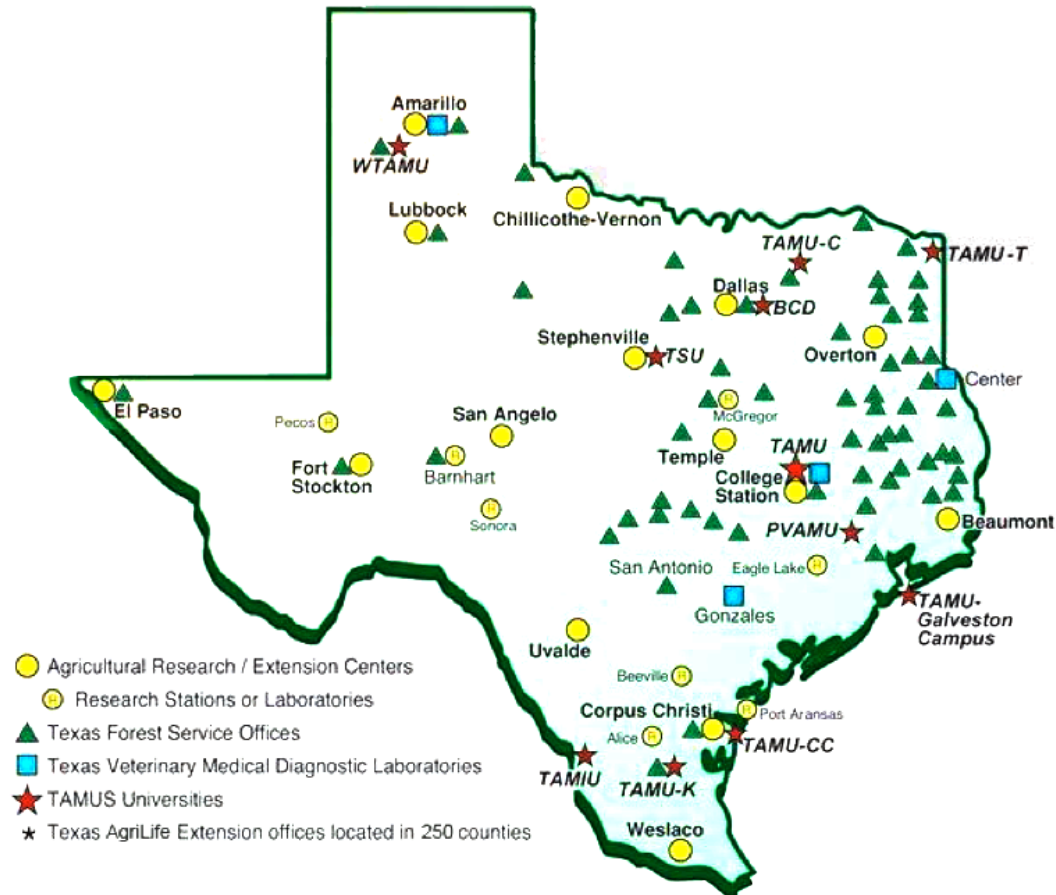 Amarillo
WTAMU
Lubbock
Chillicothe-Vernon
TAMU-C
TAMU-T
Dallas
BCD
Stephenville
TSU
Overton
Center
El Paso
Pecos
R
San Angelo
R
McGregor
Fort
Stockton
R
Barnhart
Temple
TAMU
College
Station
R
Sonora
PVAMU
Beaumont
San Antonio
Eagle Lake
R
Gonzales
TAMU-
Galveston
Campus
Uvalde
Agricultural Research / Extension Centers
R
Research Stations or Laboratories
Beeville
R
Texas Forest Service Offices
Corpus Christi
R
Port Aransas
Alice
R
TAMU-CC
Texas Veterinary Medical Diagnostic Laboratories
TAMIU
TAMU-K
TAMUS Universities
* Texas AgriLife Extension offices located in 250 counties
Weslaco